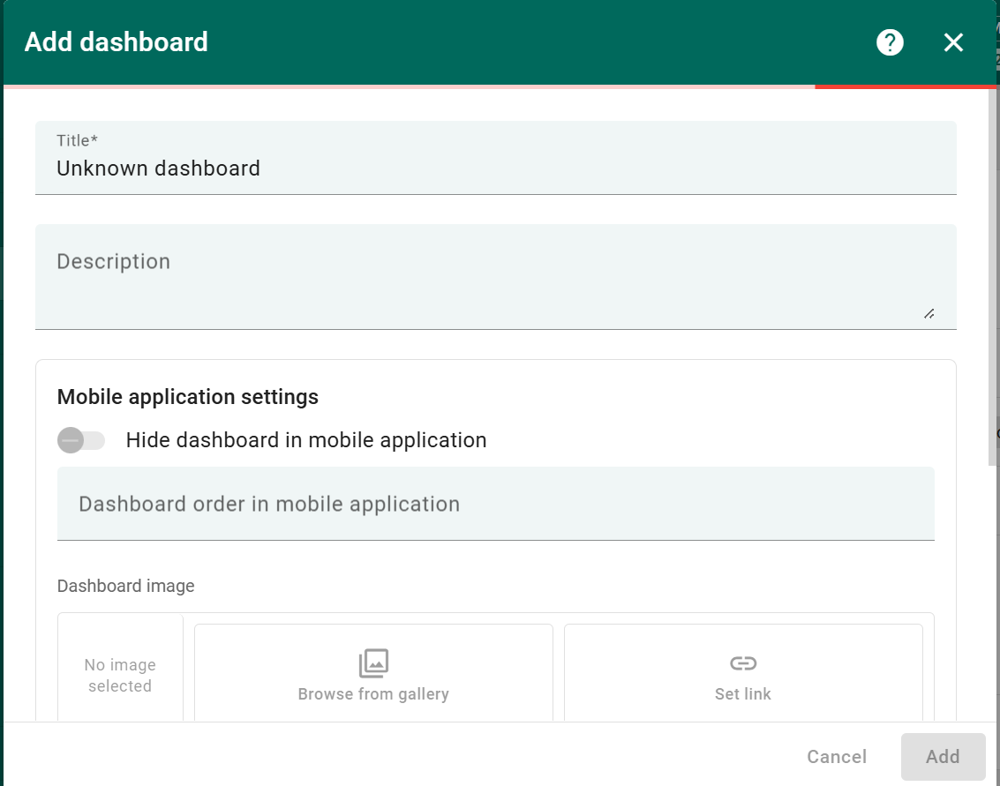 Add dashboard
Title*
Unknown dashboard
Description
Mobile application settings
Hide dashboard in mobile application
Dashboard order in mobile application
Dashboard image
No image
selected
Browse from gallery
Set link
Cancel
Add